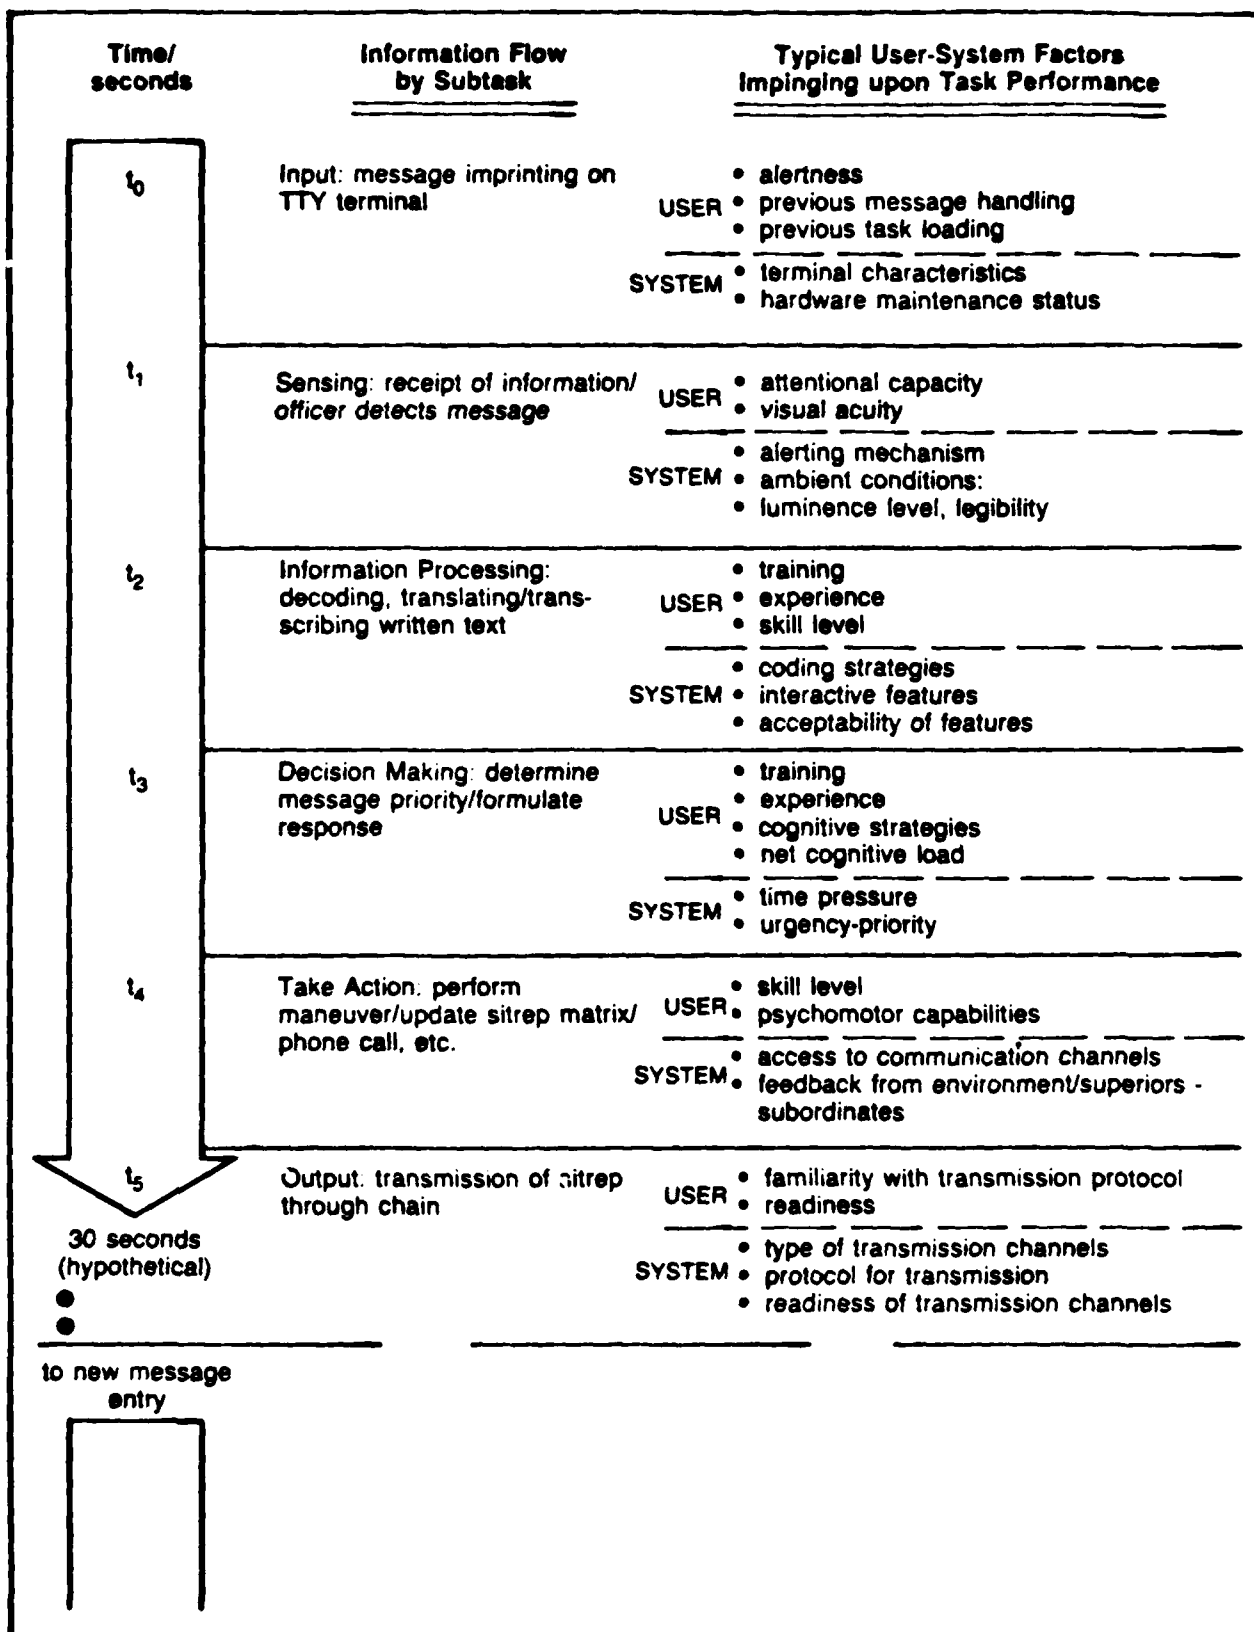 Time/
seconds
Information Flow
by Subtask
Typical User-System Factors
Impinging upon Task Performance
t₀
Input: message imprinting on
TTY terminal
USER
• alertness
• previous message handling
• previous task loading
SYSTEM
• terminal characteristics
• hardware maintenance status
t₁
Sensing: receipt of information/
officer detects message
USER
• attentional capacity
• visual acuity
SYSTEM
• alerting mechanism
• ambient conditions:
• luminence level, legibility
t₂
Information Processing:
decoding, translating/trans-
scribing written text
USER
• training
• experience
• skill level
SYSTEM
• coding strategies
• interactive features
• acceptability of features
t₃
Decision Making: determine
message priority/formulate
response
USER
• training
• experience
• cognitive strategies
• net cognitive load
SYSTEM
• time pressure
• urgency-priority
t₄
Take Action: perform
maneuver/update sitrep matrix/
phone call, etc.
USER
• skill level
• psychomotor capabilities
SYSTEM
• access to communication channels
• feedback from environment/superiors -
subordinates
t₅
Output: transmission of sitrep
through chain
USER
• familiarity with transmission protocol
• readiness
SYSTEM
• type of transmission channels
• protocol for transmission
• readiness of transmission channels
30 seconds
(hypothetical)
to new message
entry